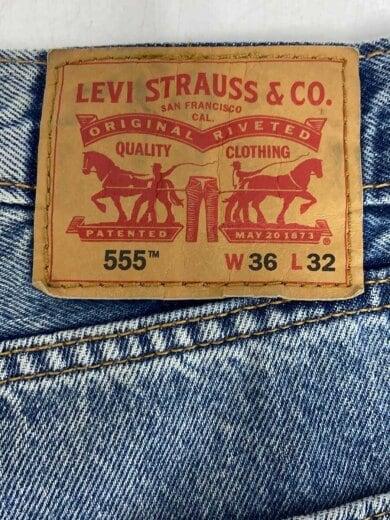 LEVI STRAUSS & CO.
SAN FRANCISCO
CAL.
ORIGINAL RIVETED
QUALITY CLOTHING
PATENTED MAY 20 1873
555™ W 36 L 32